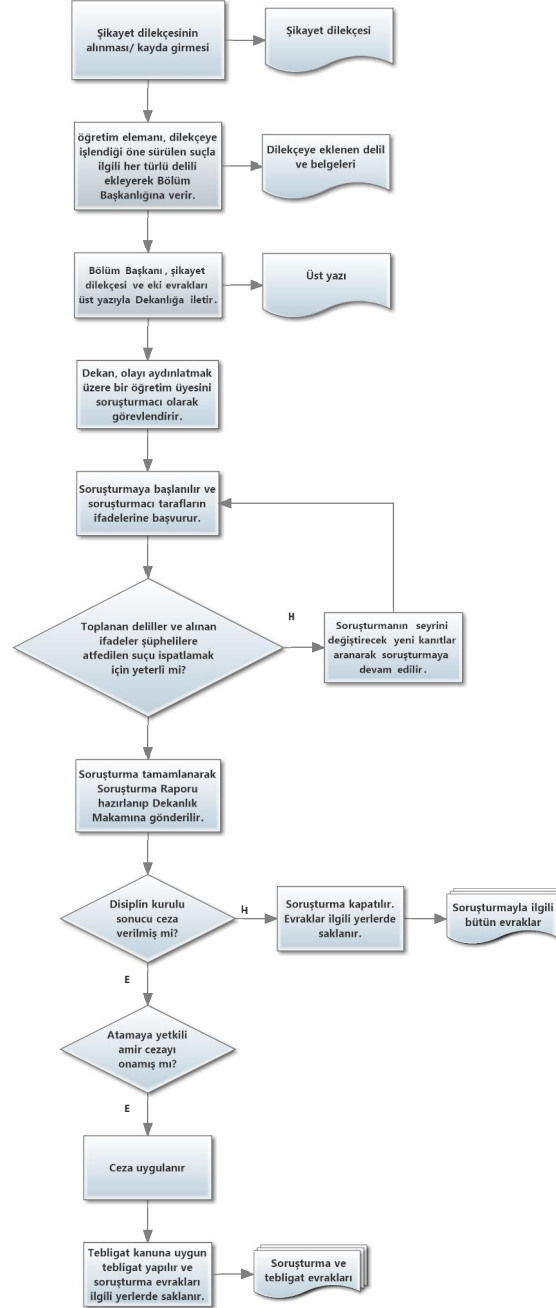 Şikayet dilekçesinin
alınması/ kayda girmesi
Şikayet dilekçesi
öğretim elemanı, dilekçeye
işlendiği öne sürülen suçla
ilgili her türlü delili
ekleyerek Bölüm
Başkanlığına verir.
Dilekçeye eklenen delil
ve belgeleri
Bölüm Başkanı, şikayet
dilekçesi ve eki evrakları
üst yazıyla Dekanlığa iletir.
Üst yazı
Dekan, olayı aydınlatmak
üzere bir öğretim üyesini
soruşturmacı olarak
görevlendirir.
Soruşturmaya başlanılır ve
soruşturmacı tarafların
ifadelerine başvurur.
Toplanan deliller ve alınan
ifadeler şüphelilere
atfedilen suçu ispatlamak
için yeterli mi?
H
Soruşturmanın seyrini
değiştirecek yeni kanıtlar
aranarak soruşturmaya
devam edilir.
Soruşturma tamamlanarak
Soruşturma Raporu
hazırlanıp Dekanlık
Makamına gönderilir.
Disiplin kurulu
sonucu ceza
verilmiş mi?
H
Soruşturma kapatılır.
Evraklar ilgili yerlerde
saklanır.
Soruşturmayla ilgili
bütün evraklar
E
Atamaya yetkili
amir cezayı
onamış mı?
E
Ceza uygulanır
Tebligat kanuna uygun
tebligat yapılır ve
soruşturma evrakları
ilgili yerlerde saklanır.
Soruşturma ve
tebligat evrakları